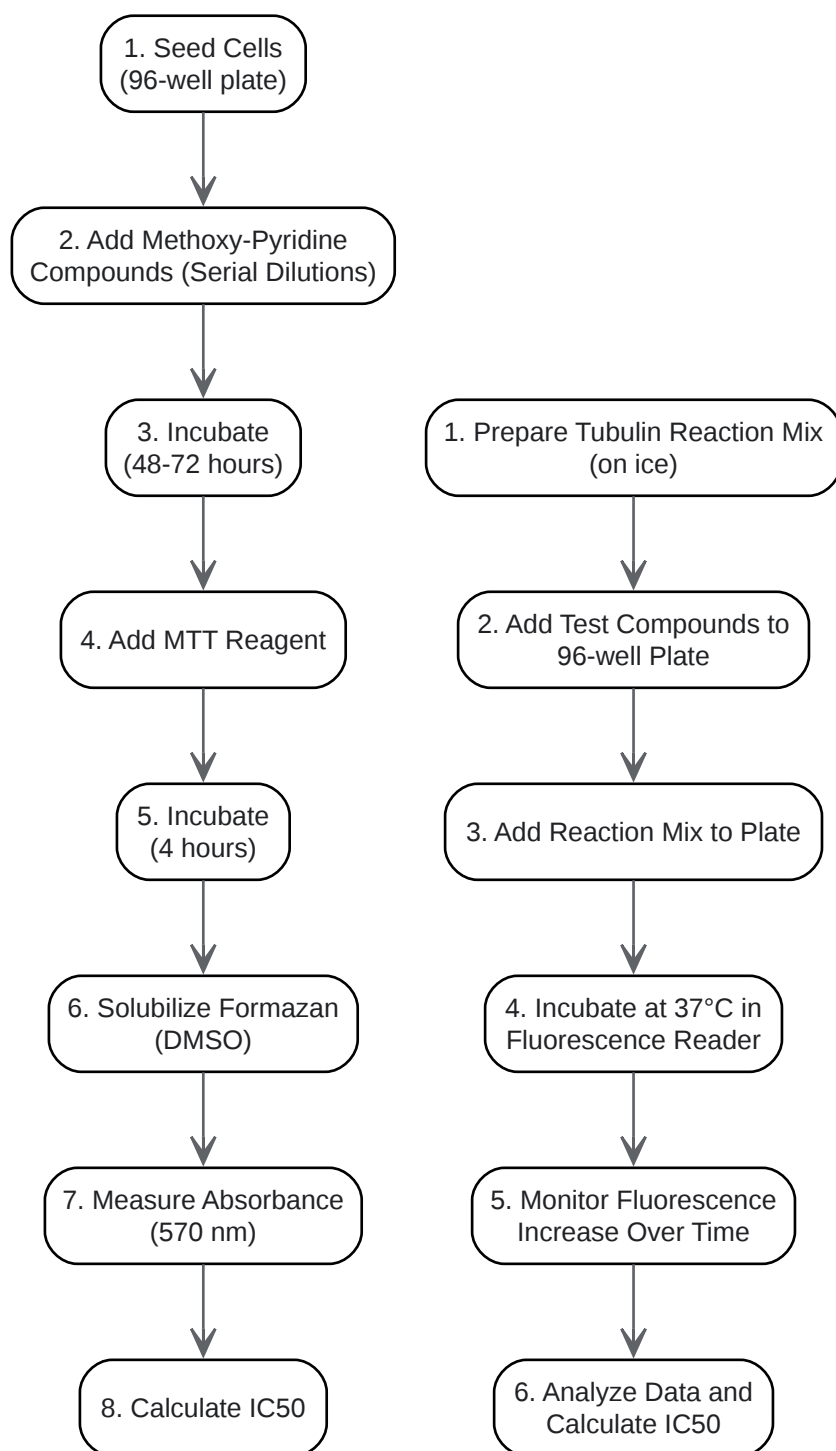 1. Seed Cells
(96-well plate)
2. Add Methoxy-Pyridine
Compounds (Serial Dilutions)
3. Incubate
(48-72 hours)
4. Add MTT Reagent
5. Incubate
(4 hours)
6. Solubilize Formazan
(DMSO)
7. Measure Absorbance
(570 nm)
8. Calculate IC50
1. Prepare Tubulin Reaction Mix
(on ice)
2. Add Test Compounds to
96-well Plate
3. Add Reaction Mix to Plate
4. Incubate at 37°C in
Fluorescence Reader
5. Monitor Fluorescence
Increase Over Time
6. Analyze Data and
Calculate IC50